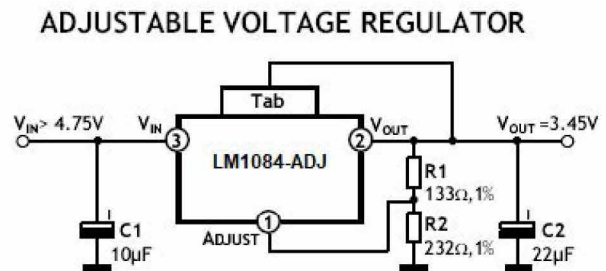 ADJUSTABLE VOLTAGE REGULATOR
Tab
VIN> 4.75V
VIN
3
LM1084-ADJ
2
VOUT
VOUT =3.45V
R1
133Ω,1%
1
ADJUST
R2
232Ω,1%
C1
10µF
C2
22µF